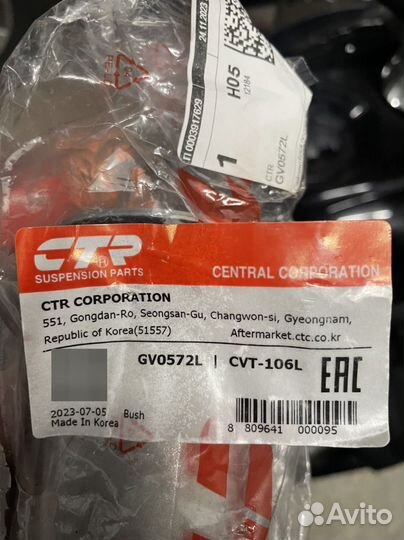 24.11.2023
H05
12184
1
П 0003917629
CTR
GV0572L
CTR
SUSPENSION PARTS
CENTRAL CORPORATION
CTR CORPORATION
551, Gongdan-Ro, Seongsan-Gu, Changwon-si, Gyeongnam,
Republic of Korea(51557)
Aftermarket.ctc.co.kr
GV0572L | CVT-106L
EAC
2023-07-05 Bush
Made In Korea
8 809641 000095
Avito